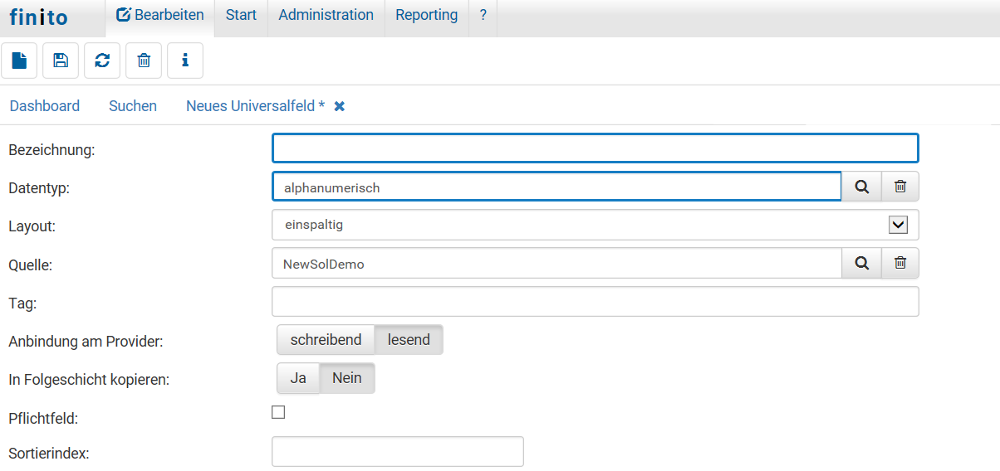 finito Bearbeiten Start Administration Reporting ?
Dashboard Suchen Neues Universalfeld *
Bezeichnung:
Datentyp: alphanumerisch
Layout: einspaltig
Quelle: NewSolDemo
Tag:
Anbindung am Provider: schreibend lesend
In Folgeschicht kopieren: Ja Nein
Pflichtfeld:
Sortierindex: